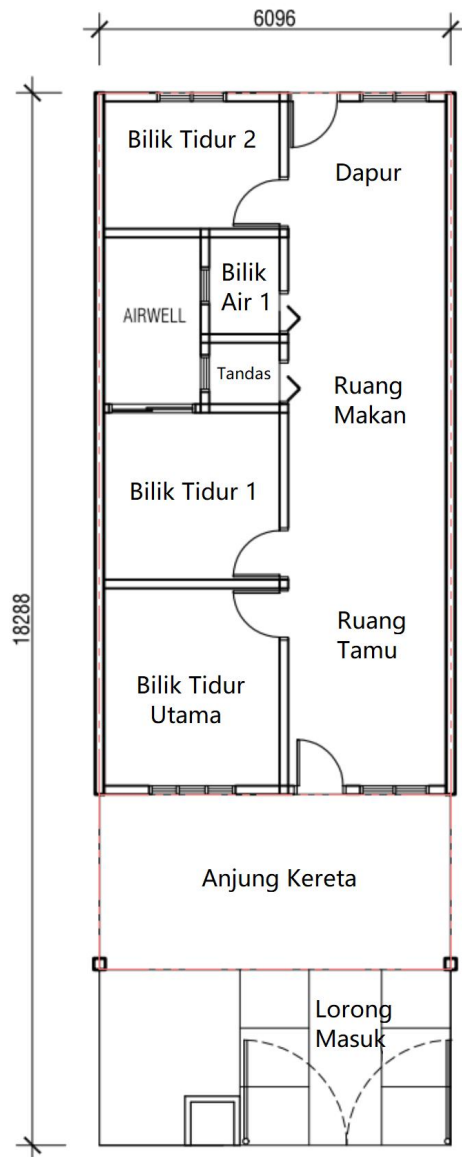 6096
Bilik Tidur 2
Dapur
Bilik
Air 1
AIRWELL
Tandas
Ruang
Makan
Bilik Tidur 1
18288
Ruang
Tamu
Bilik Tidur
Utama
Anjung Kereta
Lorong
Masuk